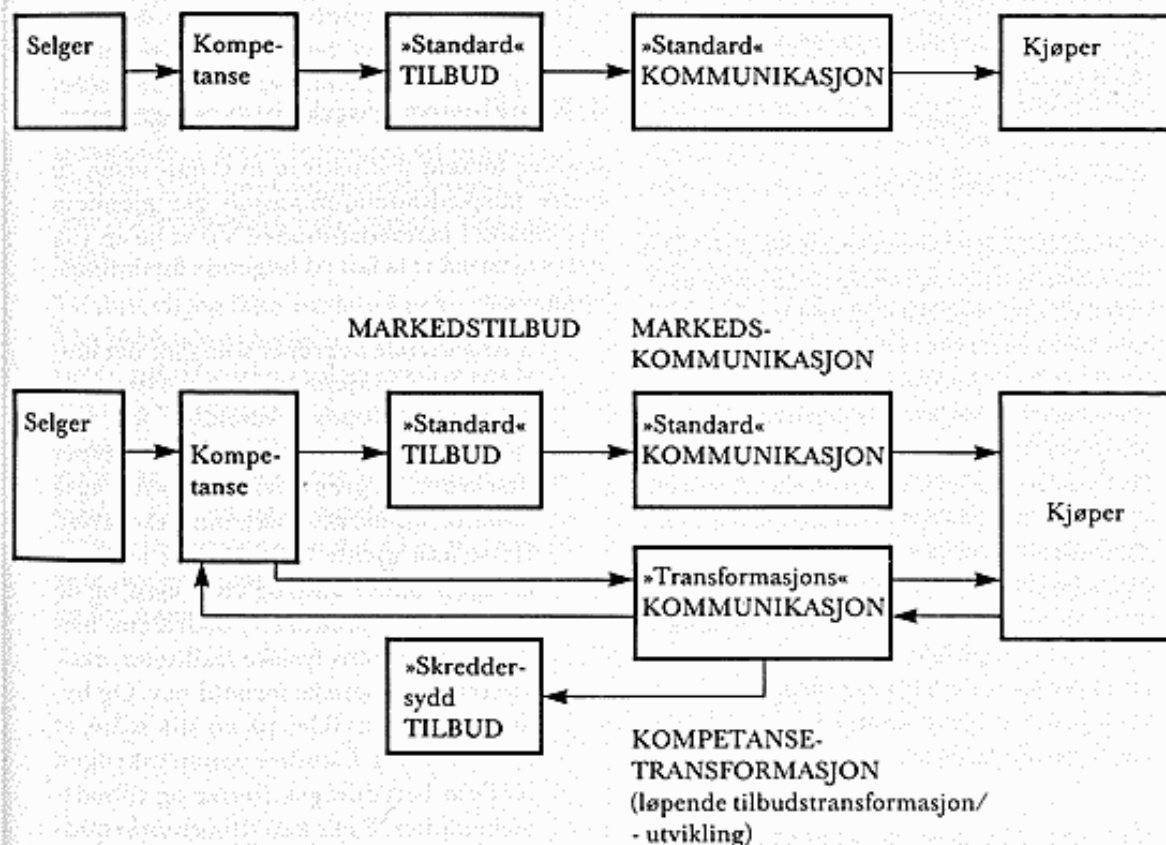 Selger
Kompe-
tanse
»Standard«
TILBUD
»Standard«
KOMMUNIKASJON
Kjøper
MARKEDSTILBUD
MARKEDS-
KOMMUNIKASJON
Selger
Kompe-
tanse
»Standard«
TILBUD
»Standard«
KOMMUNIKASJON
Kjøper
»Transformasjons«
KOMMUNIKASJON
»Skredder-
sydd
TILBUD
KOMPETANSE-
TRANSFORMASJON
(løpende tilbudstransformasjon/
- utvikling)